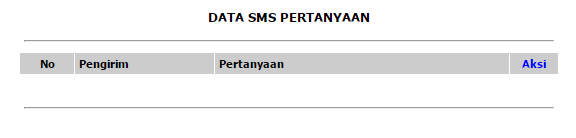 DATA SMS PERTANYAAN
No Pengirim Pertanyaan Aksi